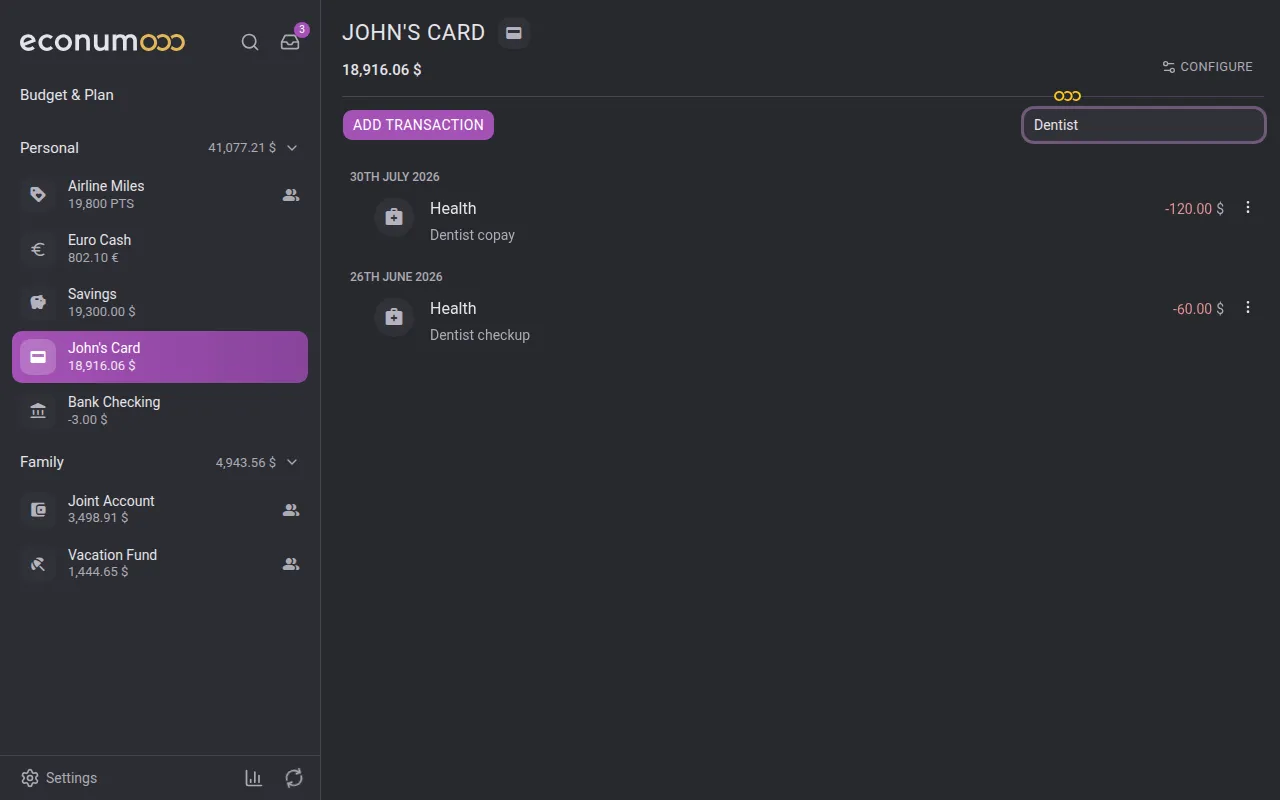 econumo
3
Budget & Plan
Personal 41,077.21 $
Airline Miles
19,800 PTS
Euro Cash
802.10 €
Savings
19,300.00 $
John's Card
18,916.06 $
Bank Checking
-3.00 $
Family 4,943.56 $
Joint Account
3,498.91 $
Vacation Fund
1,444.65 $
Settings
JOHN'S CARD
18,916.06 $
CONFIGURE
ADD TRANSACTION
Dentist
30TH JULY 2026
Health -120.00 $
Dentist copay
26TH JUNE 2026
Health -60.00 $
Dentist checkup